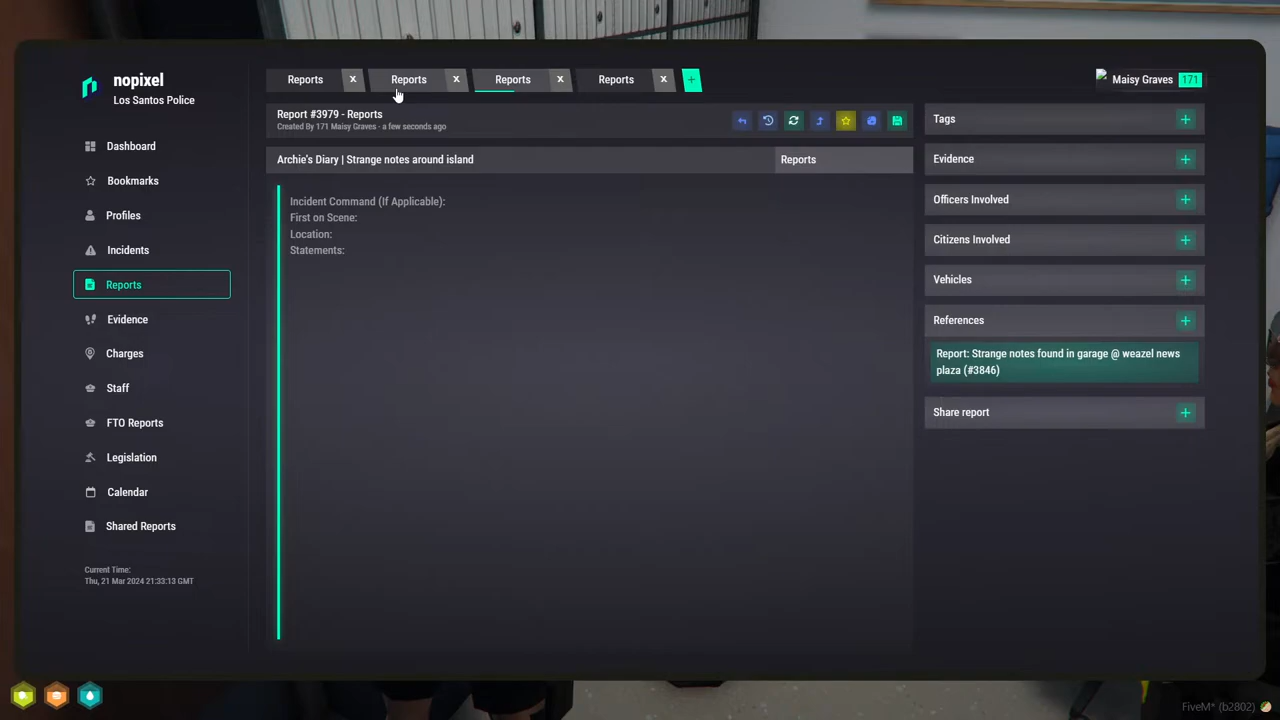 nopixel
Los Santos Police
Dashboard
Bookmarks
Profiles
Incidents
Reports
Evidence
Charges
Staff
FTO Reports
Legislation
Calendar
Shared Reports
Current Time:
Thu, 21 Mar 2024 21:33:13 GMT
Reports x Reports x Reports x Reports x +
Maisy Graves 171
Report #3979 - Reports
Created By 171 Maisy Graves - a few seconds ago
Archie's Diary | Strange notes around island
Reports
Incident Command (If Applicable):
First on Scene:
Location:
Statements:
Tags +
Evidence +
Officers Involved +
Citizens Involved +
Vehicles +
References +
Report: Strange notes found in garage @ weazel news
plaza (#3846)
Share report +
FiveM* (b2802)